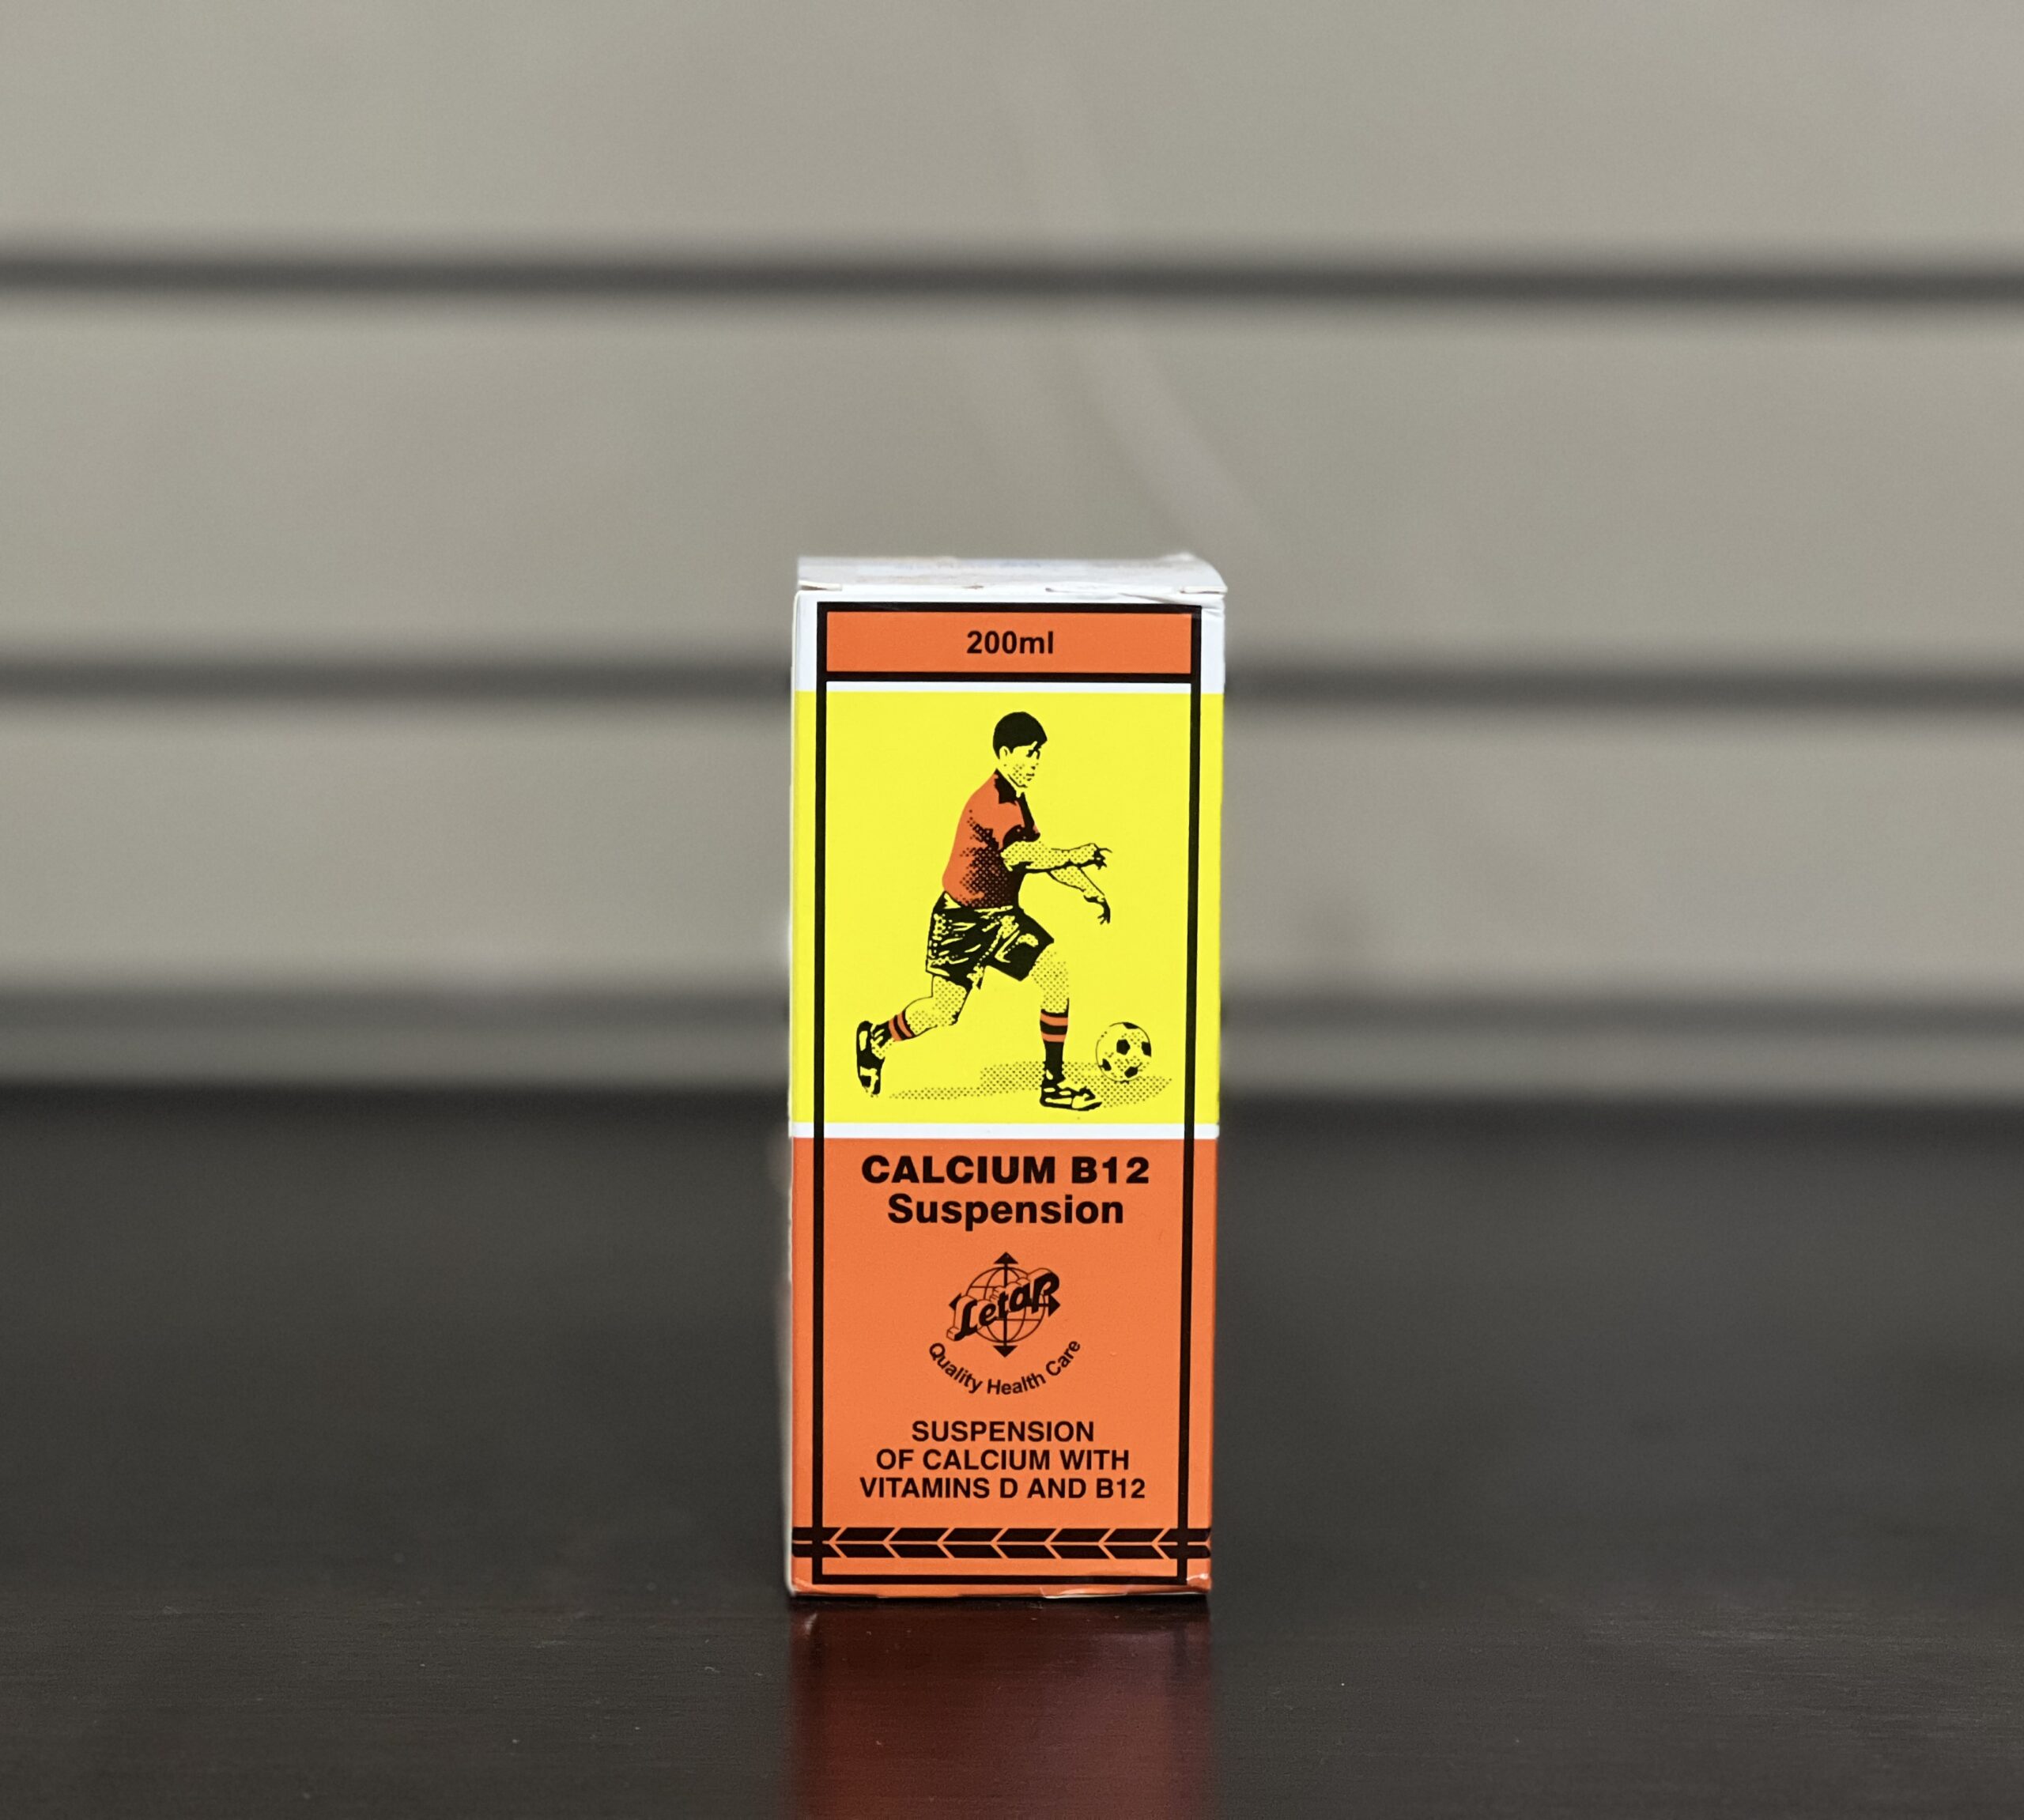 200ml
CALCIUM B12
Suspension
Letap
Quality Health Care
SUSPENSION
OF CALCIUM WITH
VITAMINS D AND B12